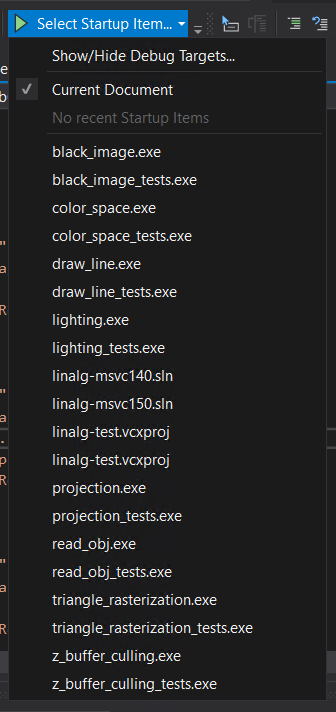 Select Startup Item...
Show/Hide Debug Targets...
Current Document
No recent Startup Items
black_image.exe
black_image_tests.exe
color_space.exe
color_space_tests.exe
draw_line.exe
draw_line_tests.exe
lighting.exe
lighting_tests.exe
linalg-msvc140.sln
linalg-msvc150.sln
linalg-test.vcxproj
linalg-test.vcxproj
projection.exe
projection_tests.exe
read_obj.exe
read_obj_tests.exe
triangle_rasterization.exe
triangle_rasterization_tests.exe
z_buffer_culling.exe
z_buffer_culling_tests.exe